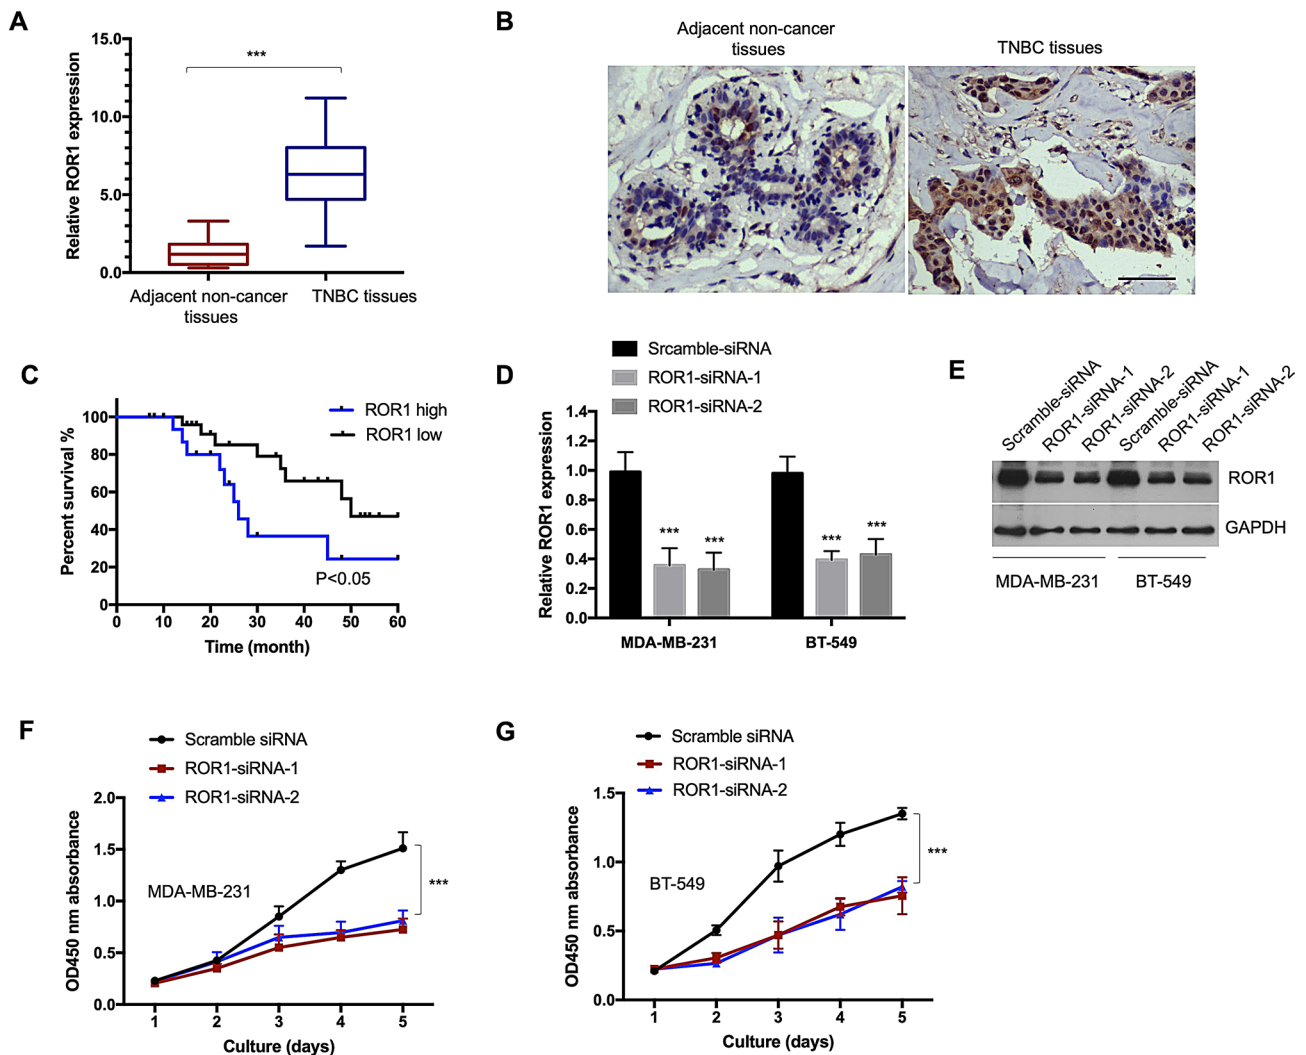 A
15.0
10.0
5.0
0.0
Relative ROR1 expression
***
Adjacent non-cancer
tissues
TNBC tissues
B
Adjacent non-cancer
tissues
TNBC tissues
C
100
80
60
40
20
0
Percent survival %
ROR1 high
ROR1 low
P<0.05
0 10 20 30 40 50 60
Time (month)
D
Srcamble-siRNA
ROR1-siRNA-1
ROR1-siRNA-2
1.4
1.2
1.0
0.8
0.6
0.4
0.2
0.0
Relative ROR1 expression
*** ***
*** ***
MDA-MB-231 BT-549
E
Scramble-siRNA
ROR1-siRNA-1
ROR1-siRNA-2
Scramble-siRNA
ROR1-siRNA-1
ROR1-siRNA-2
ROR1
GAPDH
MDA-MB-231 BT-549
F
Scramble siRNA
ROR1-siRNA-1
ROR1-siRNA-2
2.0
1.5
1.0
0.5
0.0
OD450 nm absorbance
MDA-MB-231
***
1 2 3 4 5
Culture (days)
G
Scramble siRNA
ROR1-siRNA-1
ROR1-siRNA-2
1.5
1.0
0.5
0.0
OD450 nm absorbance
BT-549
***
1 2 3 4 5
Culture (days)